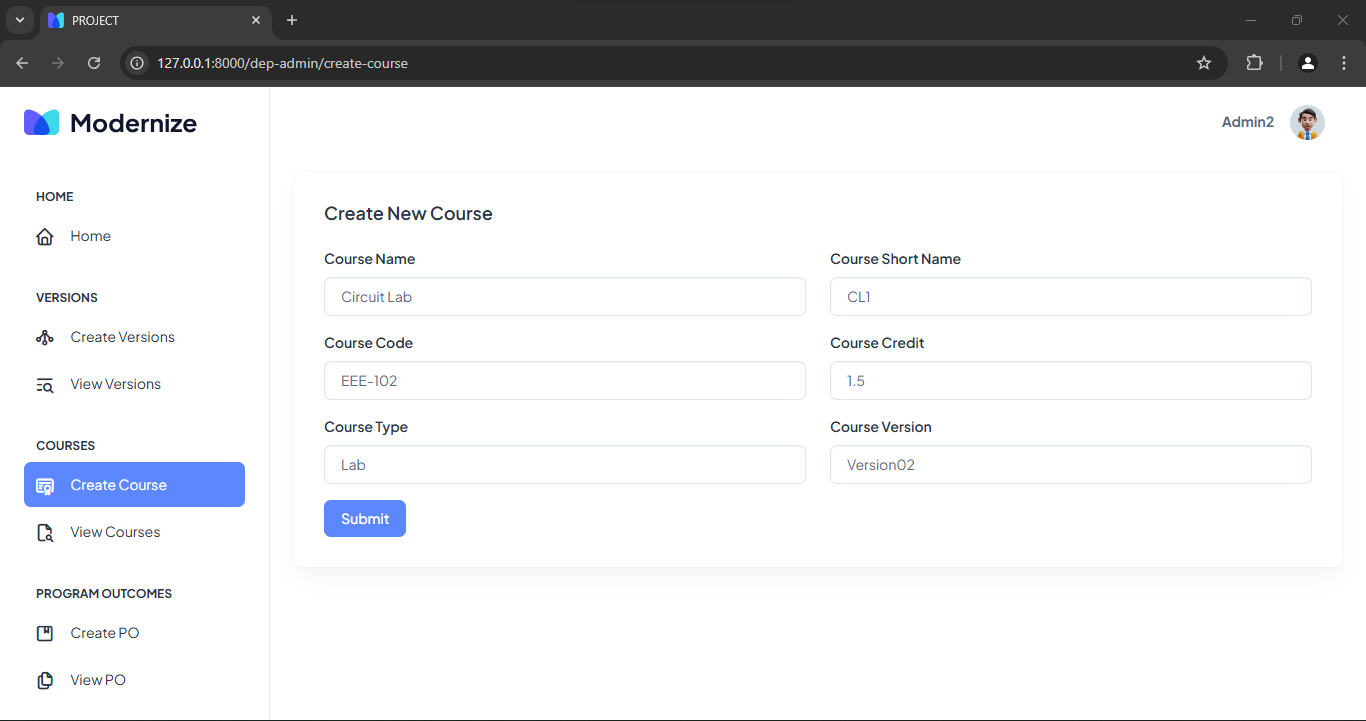 PROJECT
127.0.0.1:8000/dep-admin/create-course
Modernize
Admin2
HOME
Home
VERSIONS
Create Versions
View Versions
COURSES
Create Course
View Courses
PROGRAM OUTCOMES
Create PO
View PO
Create New Course
Course Name
Course Short Name
Circuit Lab
CL1
Course Code
Course Credit
EEE-102
1.5
Course Type
Course Version
Lab
Version02
Submit